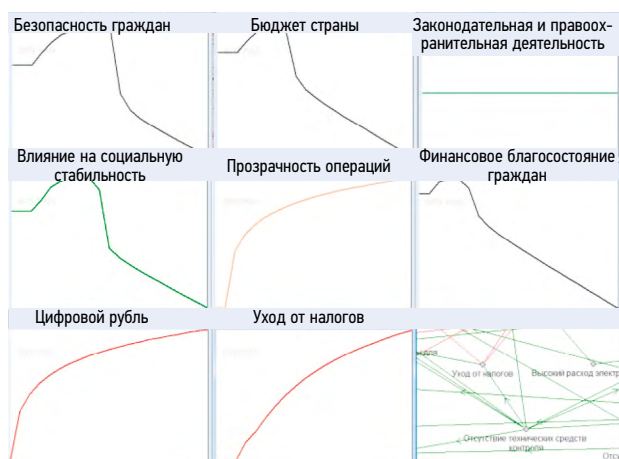 Безопасность граждан
Бюджет страны
Законодательная и правоох-
ранительная деятельность
Влияние на социальную
стабильность
Прозрачность операций
Финансовое благосостояние
граждан
Цифровой рубль
Уход от налогов
Уход от налогов
Высокий расход электр
Отсутствие технических средств
контроля
Отсу